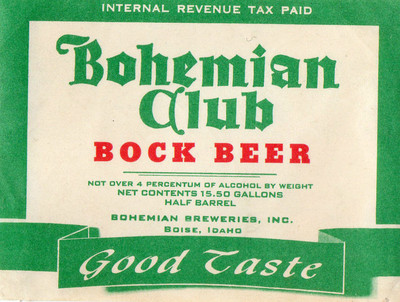 INTERNAL REVENUE TAX PAID
Bohemian
Club
BOCK BEER
NOT OVER 4 PERCENTUM OF ALCOHOL BY WEIGHT
NET CONTENTS 15.50 GALLONS
HALF BARREL
BOHEMIAN BREWERIES, INC.
BOISE, IDAHO
Good Taste